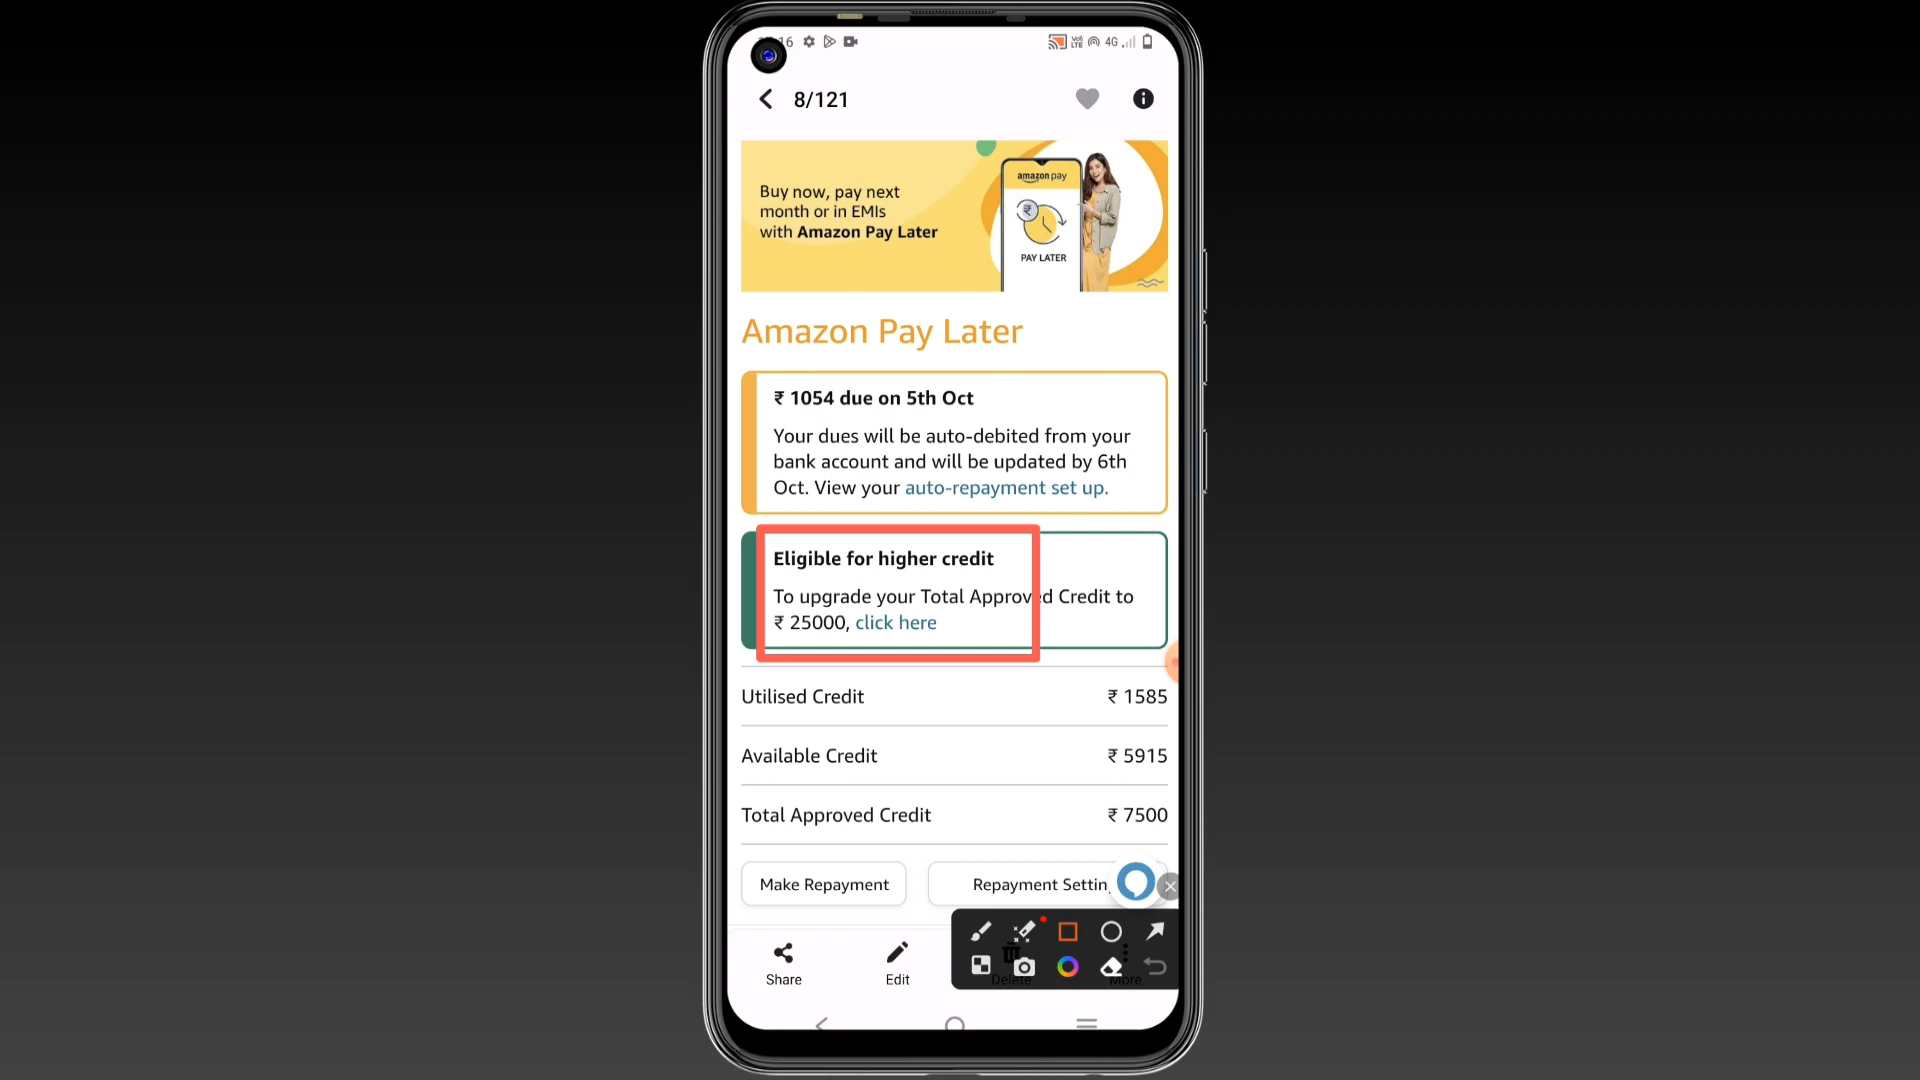 16
4G
8/121
Buy now, pay next
month or in EMIs
with Amazon Pay Later
amazon pay
₹
PAY LATER
Amazon Pay Later
₹ 1054 due on 5th Oct
Your dues will be auto-debited from your
bank account and will be updated by 6th
Oct. View your auto-repayment set up.
Eligible for higher credit
To upgrade your Total Approved Credit to
₹ 25000, click here
Utilised Credit ₹ 1585
Available Credit ₹ 5915
Total Approved Credit ₹ 7500
Make Repayment Repayment Settin
Share Edit Delete More